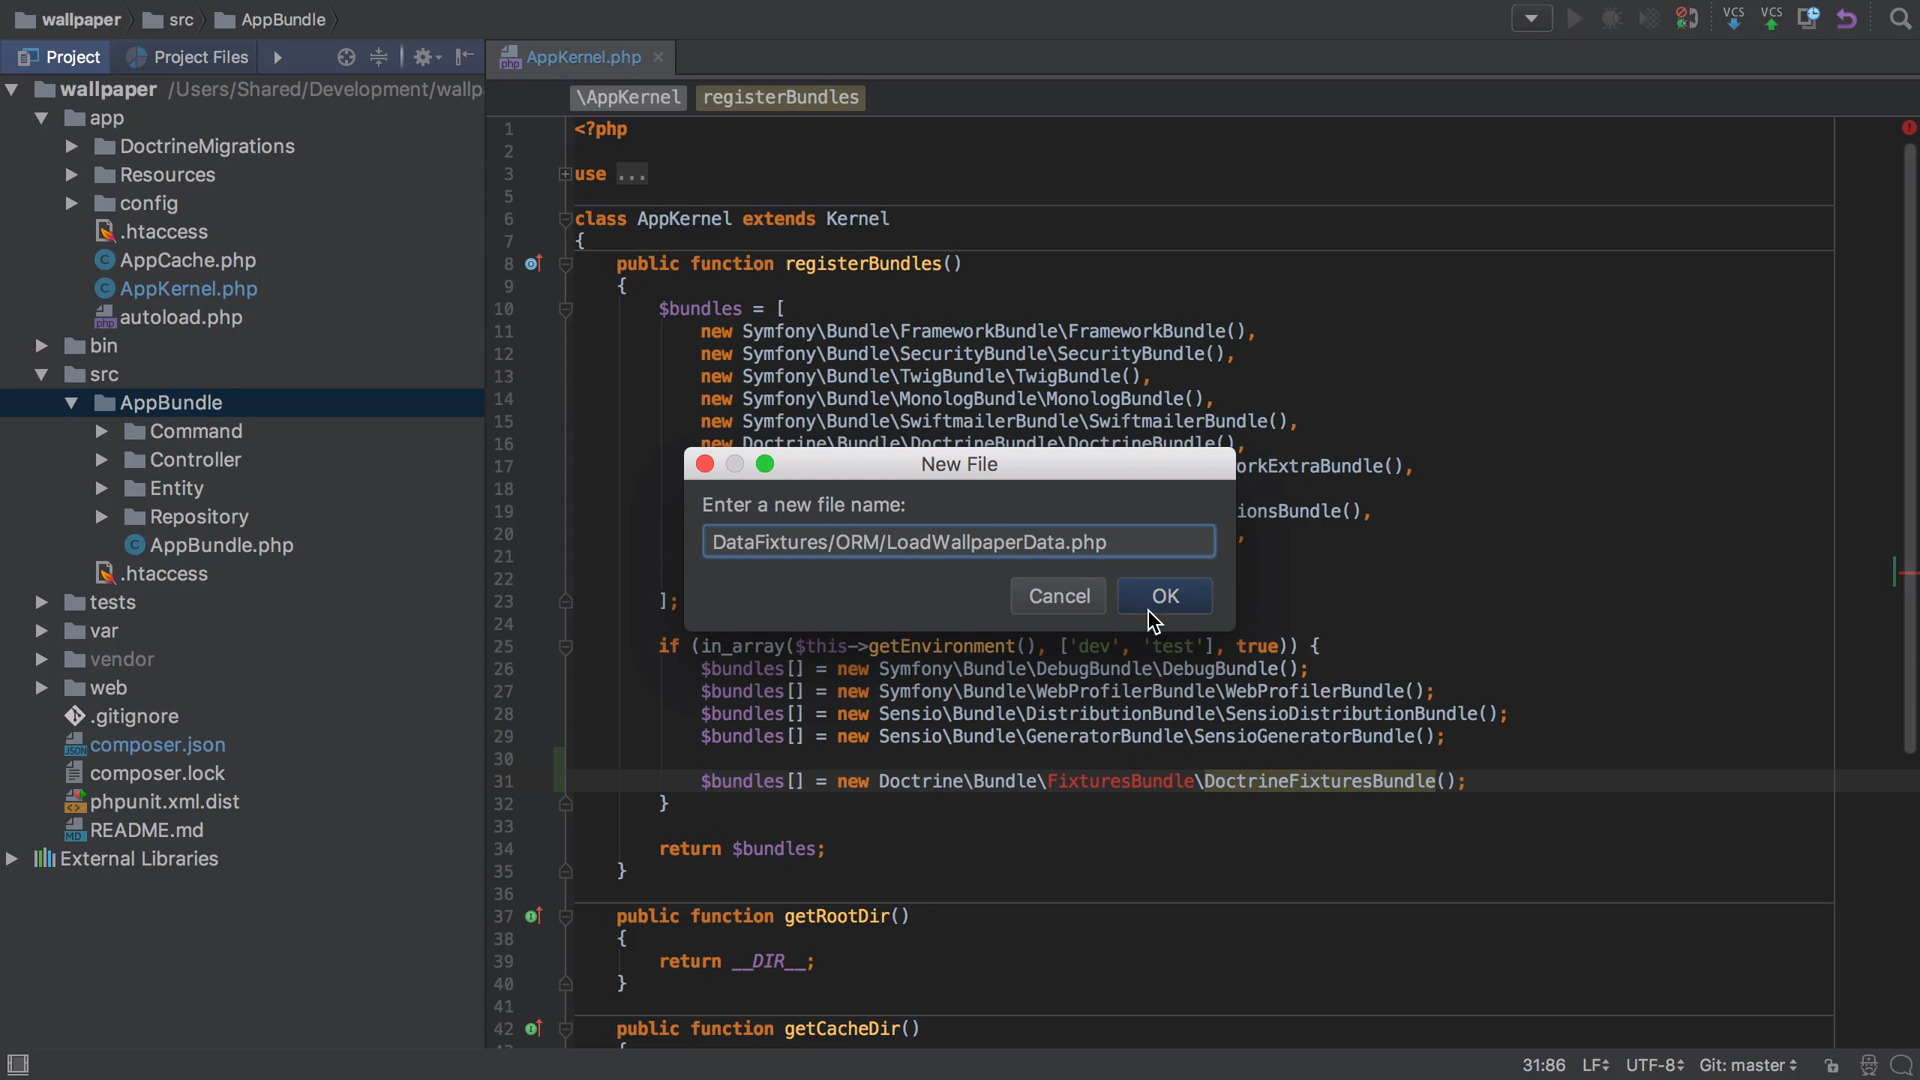 wallpaper src AppBundle
VCS VCS
Project Project Files
AppKernel.php
wallpaper /Users/Shared/Development/wallp
app
DoctrineMigrations
Resources
config
.htaccess
AppCache.php
AppKernel.php
autoload.php
bin
src
AppBundle
Command
Controller
Entity
Repository
AppBundle.php
.htaccess
tests
var
vendor
web
.gitignore
composer.json
composer.lock
phpunit.xml.dist
README.md
External Libraries
\AppKernel registerBundles
1 <?php
2
3 use ...
5
6 class AppKernel extends Kernel
7 {
8 public function registerBundles()
9 {
10 $bundles = [
11 new Symfony\Bundle\FrameworkBundle\FrameworkBundle(),
12 new Symfony\Bundle\SecurityBundle\SecurityBundle(),
13 new Symfony\Bundle\TwigBundle\TwigBundle(),
14 new Symfony\Bundle\MonologBundle\MonologBundle(),
15 new Symfony\Bundle\SwiftmailerBundle\SwiftmailerBundle(),
16 new Doctrine\Bundle\DoctrineBundle\DoctrineBundle(),
17 orkExtraBundle(),
18
19 ionsBundle(),
20 ,
21
22
23 ];
24
25 if (in_array($this->getEnvironment(), ['dev', 'test'], true)) {
26 $bundles[] = new Symfony\Bundle\DebugBundle\DebugBundle();
27 $bundles[] = new Symfony\Bundle\WebProfilerBundle\WebProfilerBundle();
28 $bundles[] = new Sensio\Bundle\DistributionBundle\SensioDistributionBundle();
29 $bundles[] = new Sensio\Bundle\GeneratorBundle\SensioGeneratorBundle();
30
31 $bundles[] = new Doctrine\Bundle\FixturesBundle\DoctrineFixturesBundle();
32 }
33
34 return $bundles;
35 }
36
37 public function getRootDir()
38 {
39 return __DIR__;
40 }
41
42 public function getCacheDir()
New File
Enter a new file name:
DataFixtures/ORM/LoadWallpaperData.php
Cancel OK
31:86 LF UTF-8 Git: master